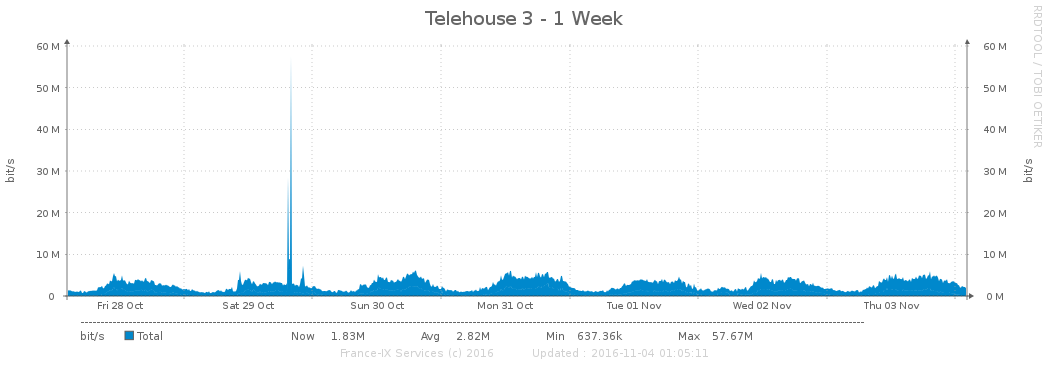 Telehouse 3 - 1 Week
RRDTOOL / TOBI OETIKER
bit/s
bit/s
60 M 60 M
50 M 50 M
40 M 40 M
30 M 30 M
20 M 20 M
10 M 10 M
0 0 M
Fri 28 Oct Sat 29 Oct Sun 30 Oct Mon 31 Oct Tue 01 Nov Wed 02 Nov Thu 03 Nov
bit/s Total Now 1.83M Avg 2.82M Min 637.36k Max 57.67M
France-IX Services (c) 2016 Updated : 2016-11-04 01:05:11